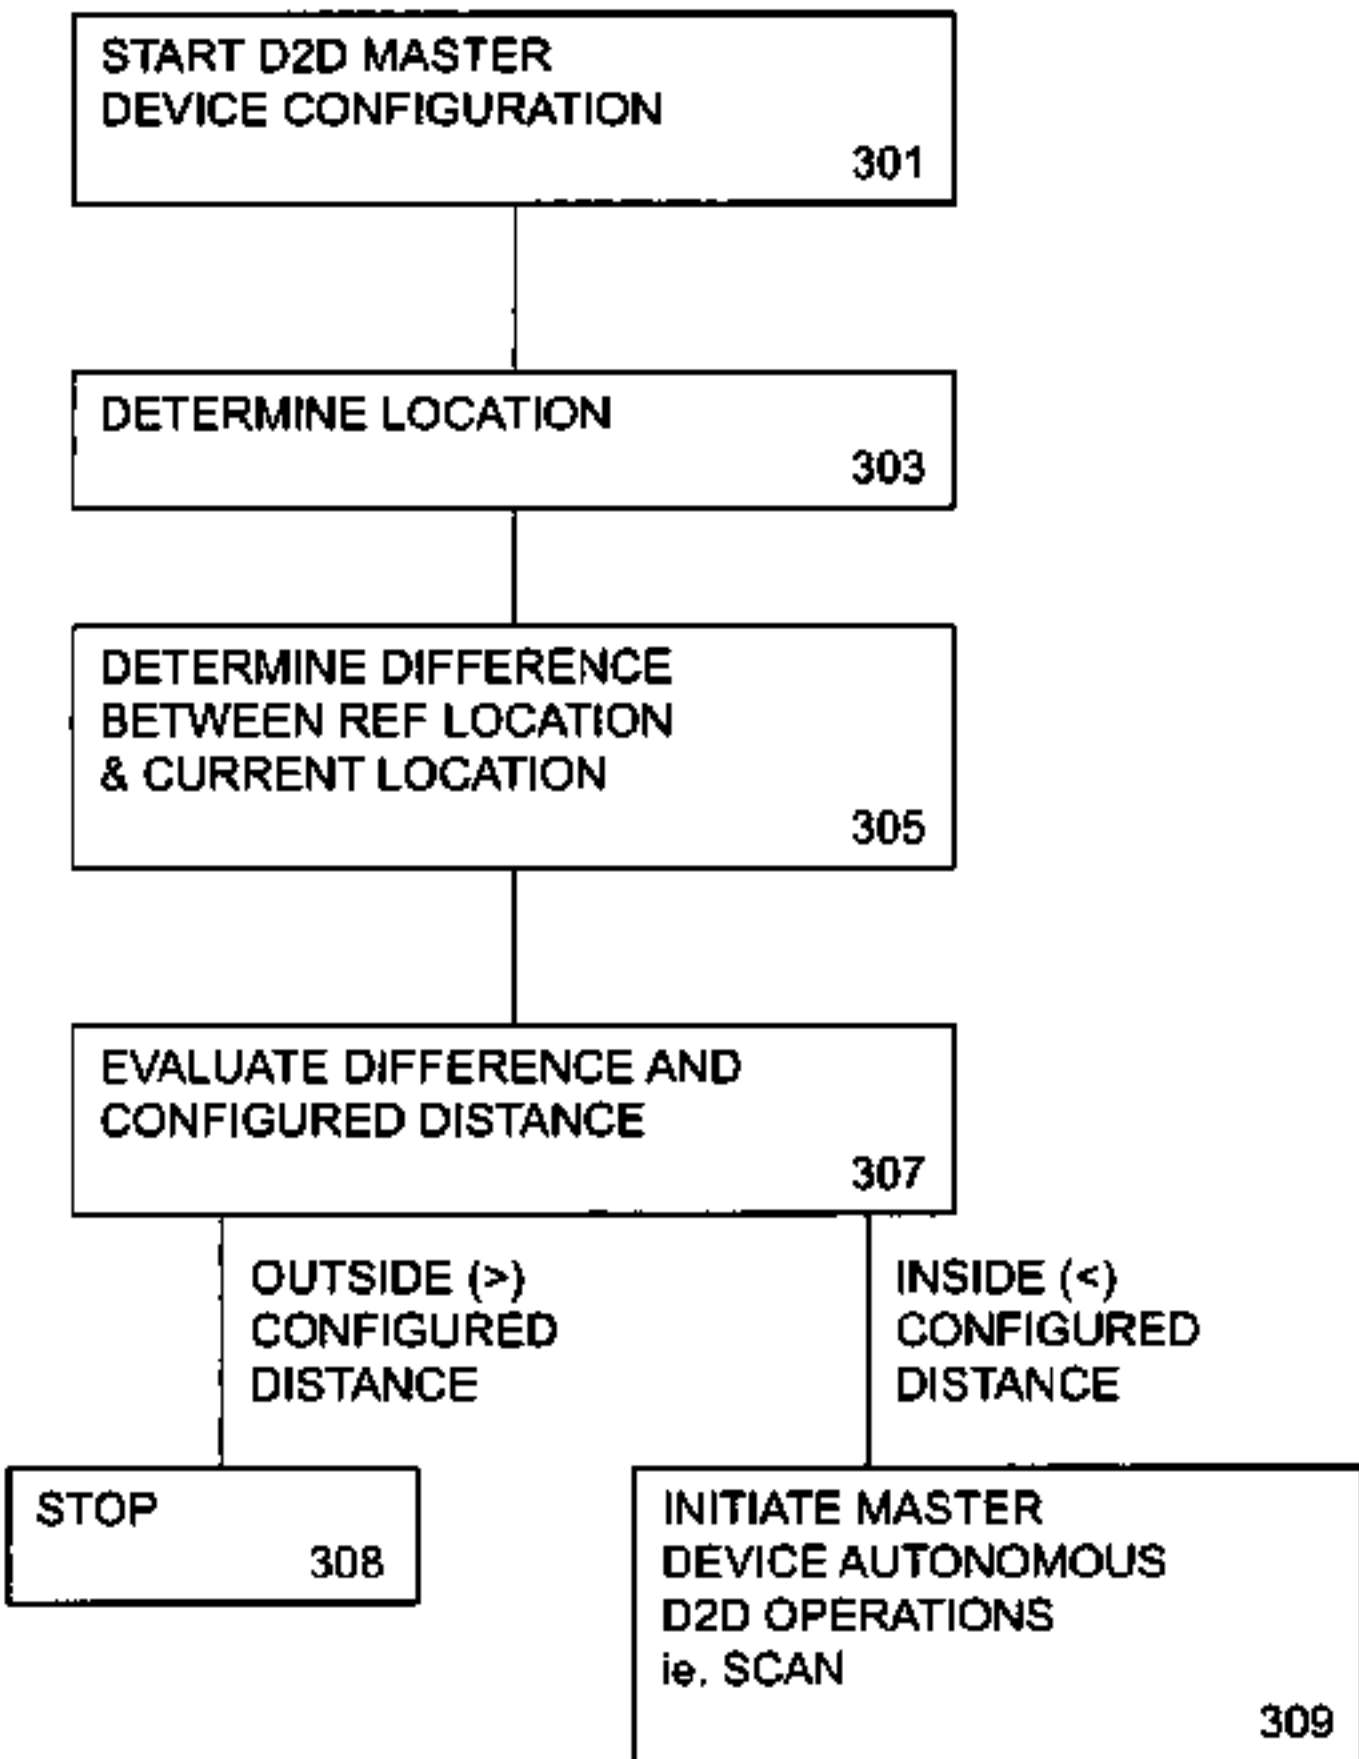 START D2D MASTER
DEVICE CONFIGURATION
301
DETERMINE LOCATION
303
DETERMINE DIFFERENCE
BETWEEN REF LOCATION
& CURRENT LOCATION
305
EVALUATE DIFFERENCE AND
CONFIGURED DISTANCE
307
OUTSIDE (>)
CONFIGURED
DISTANCE
INSIDE (<)
CONFIGURED
DISTANCE
STOP
308
INITIATE MASTER
DEVICE AUTONOMOUS
D2D OPERATIONS
ie. SCAN
309